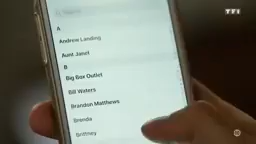 TF1
A
Andrew Landing
Aunt Janet
B
Big Box Outlet
Bill Waters
Brandon Matthews
Brenda
Brittney